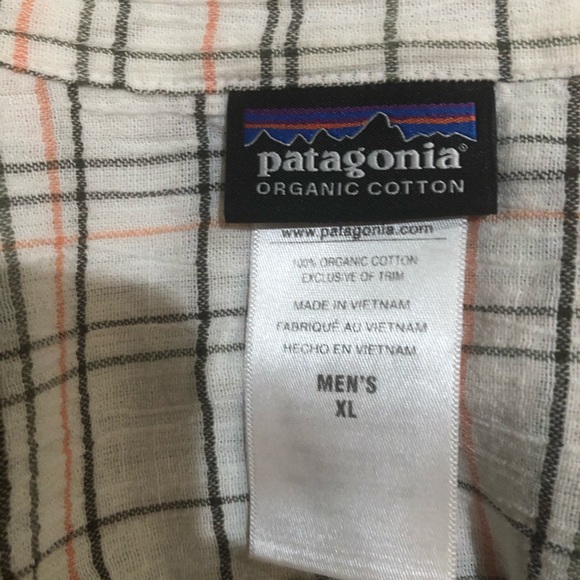 patagonia®
ORGANIC COTTON
www.patagonia.com
100% ORGANIC COTTON
EXCLUSIVE OF TRIM
MADE IN VIETNAM
FABRIQUÉ AU VIETNAM
HECHO EN VIETNAM
MEN'S
XL